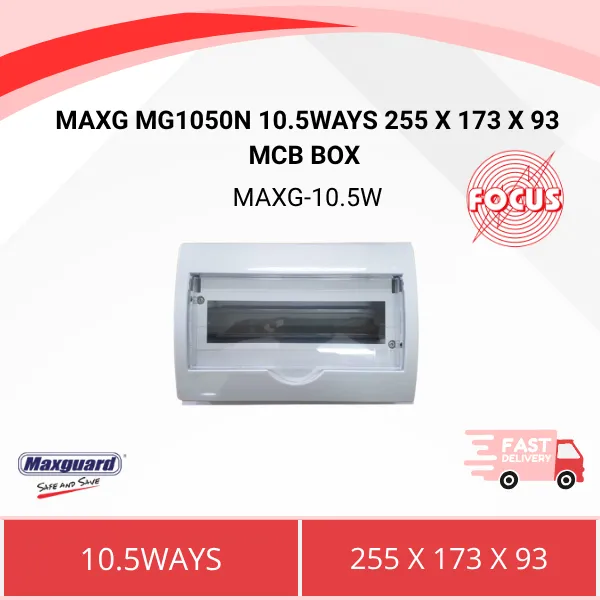 MAXG MG1050N 10.5WAYS 255 X 173 X 93
MCB BOX
MAXG-10.5W
FOCUS
Maxguard
SAFE AND SAVE
FAST
DELIVERY
10.5WAYS
255 X 173 X 93